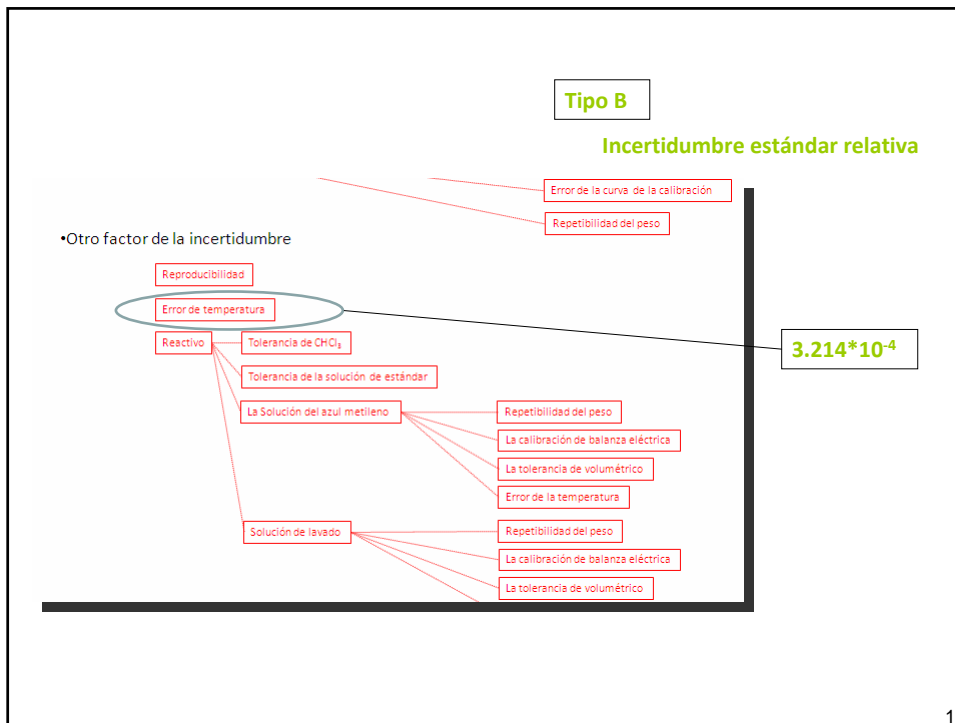 Tipo B
Incertidumbre estándar relativa
Error de la curva de la calibración
Repetibilidad del peso
•Otro factor de la incertidumbre
Reproducibilidad
Error de temperatura
Reactivo
Tolerancia de CHCl₃
3.214*10⁻⁴
Tolerancia de la solución de estándar
La Solución del azul metileno
Repetibilidad del peso
La calibración de balanza eléctrica
La tolerancia de volumétrico
Error de la temperatura
Solución de lavado
Repetibilidad del peso
La calibración de balanza eléctrica
La tolerancia de volumétrico
1